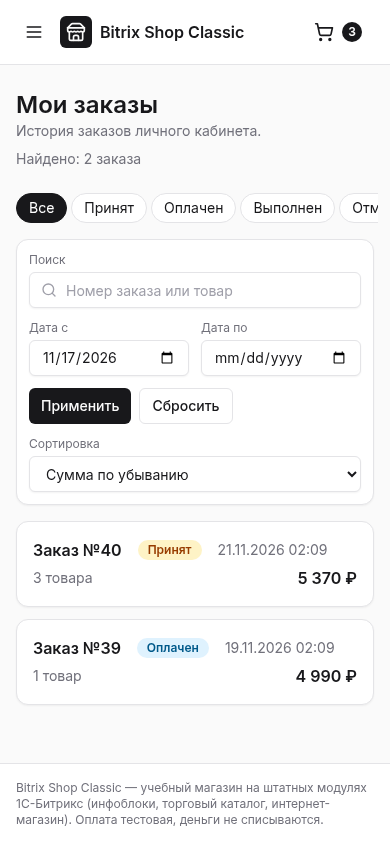 Bitrix Shop Classic
3
Мои заказы
История заказов личного кабинета.
Найдено: 2 заказа
Все Принят Оплачен Выполнен Отм
Поиск
Номер заказа или товар
Дата с Дата по
11/17/2026 mm/dd/yyyy
Применить Сбросить
Сортировка
Сумма по убыванию
Заказ №40 Принят 21.11.2026 02:09
3 товара 5 370 ₽
Заказ №39 Оплачен 19.11.2026 02:09
1 товар 4 990 ₽
Bitrix Shop Classic — учебный магазин на штатных модулях
1С-Битрикс (инфоблоки, торговый каталог, интернет-
магазин). Оплата тестовая, деньги не списываются.